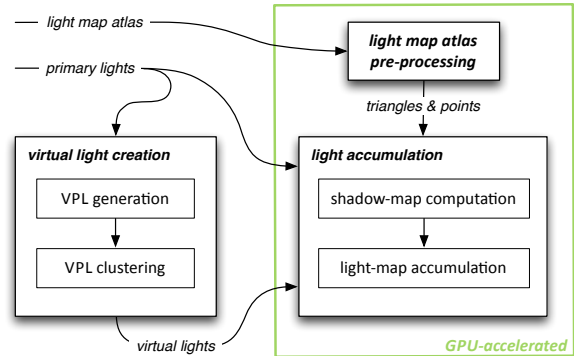 light map atlas
light map atlas
pre-processing
primary lights
triangles & points
virtual light creation
VPL generation
VPL clustering
light accumulation
shadow-map computation
light-map accumulation
virtual lights
GPU-accelerated